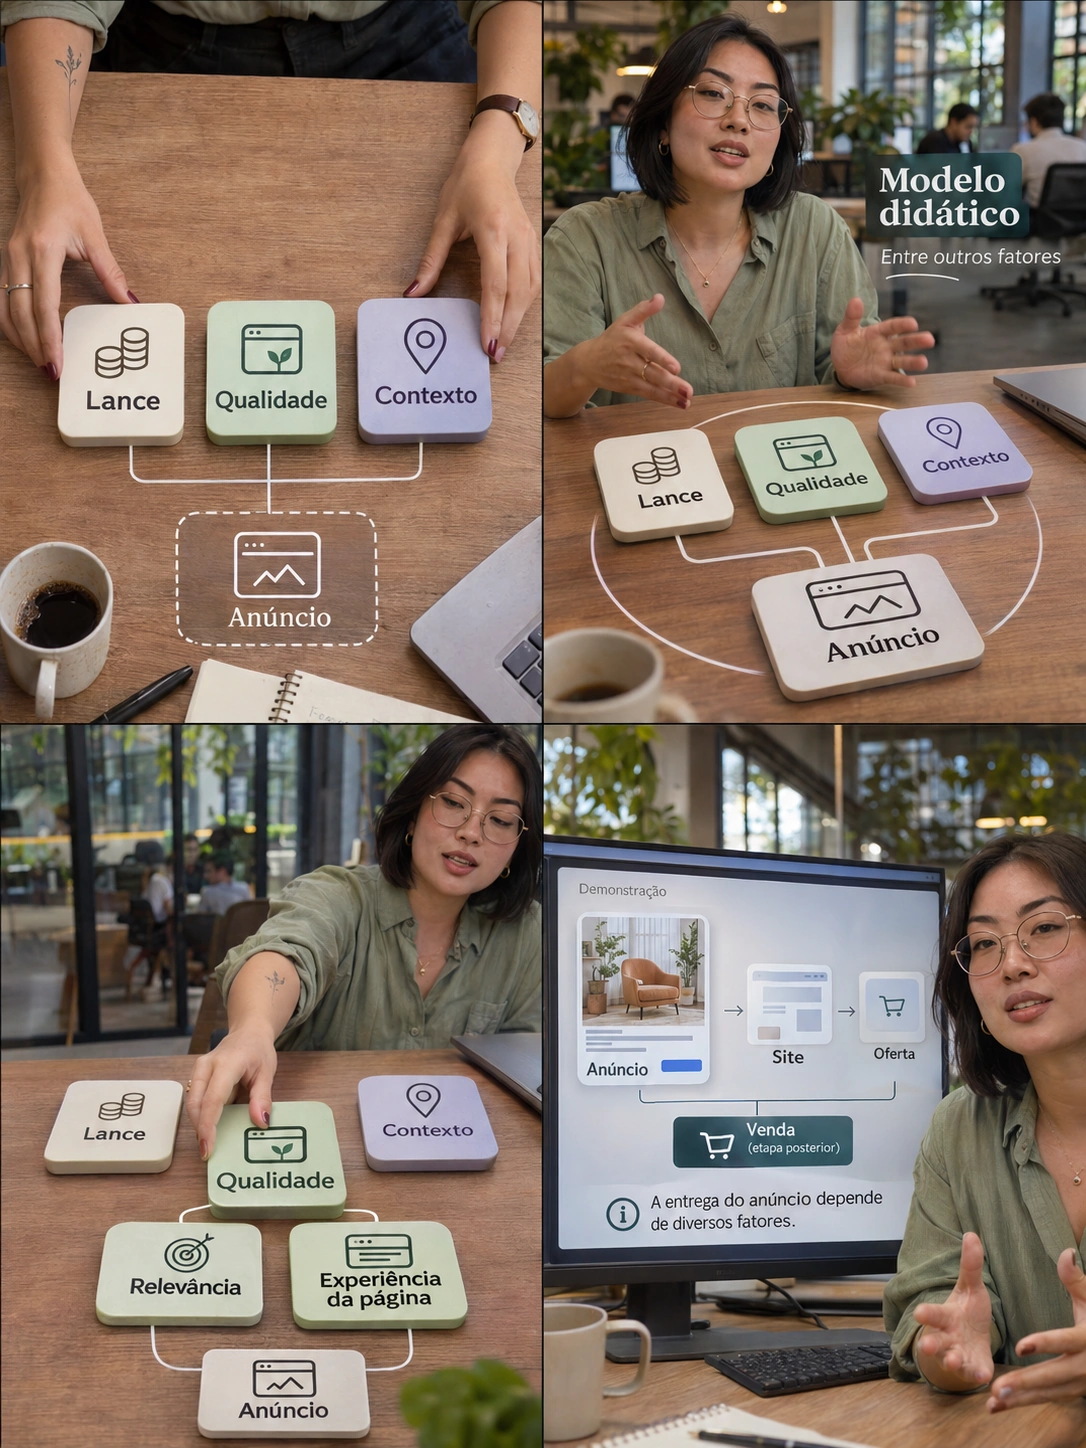 Lance
Qualidade
Contexto
Anúncio
Modelo
didático
Entre outros fatores
Lance
Qualidade
Contexto
Anúncio
Lance
Qualidade
Contexto
Relevância
Experiência
da página
Anúncio
Demonstração
Anúncio
Site
Oferta
Venda
(etapa posterior)
A entrega do anúncio depende
de diversos fatores.